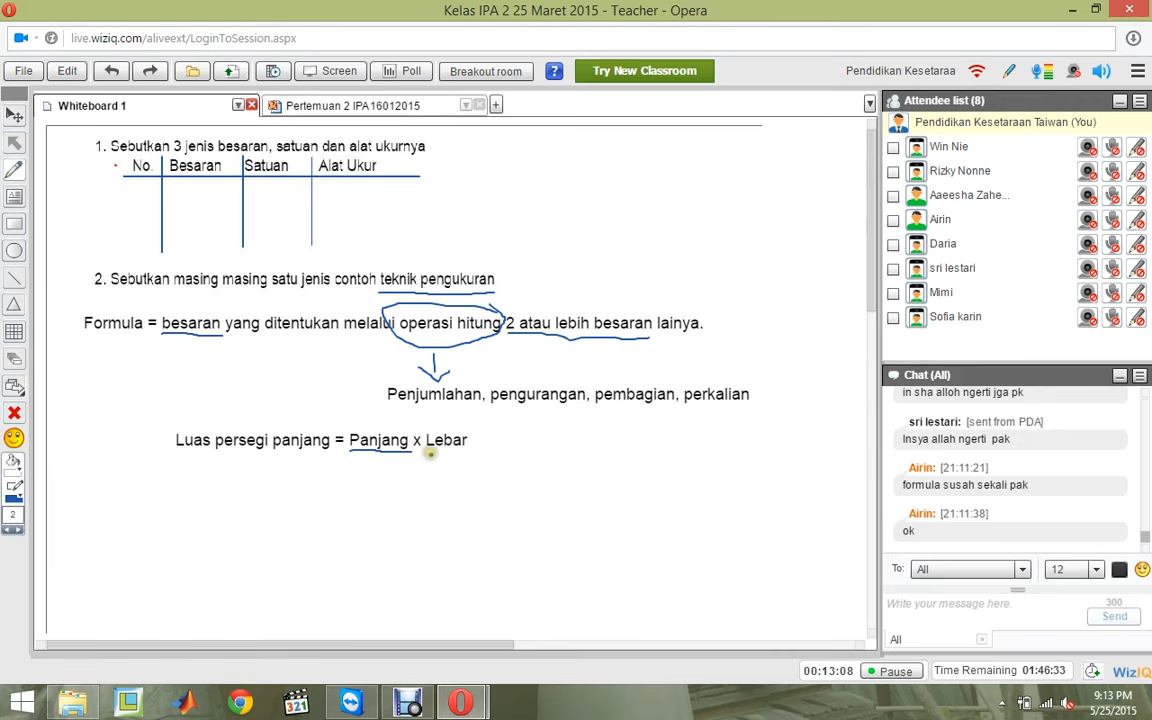 Kelas IPA 2 25 Maret 2015 - Teacher - Opera
live.wiziq.com/aliveext/LoginToSession.aspx
File Edit Screen Poll Breakout room ? Try New Classroom Pendidikan Kesetaraa
Whiteboard 1 Pertemuan 2 IPA16012015
1. Sebutkan 3 jenis besaran, satuan dan alat ukurnya
No. Besaran Satuan Alat Ukur
2. Sebutkan masing masing satu jenis contoh teknik pengukuran
Formula = besaran yang ditentukan melalui operasi hitung 2 atau lebih besaran lainya.
Penjumlahan, pengurangan, pembagian, perkalian
Luas persegi panjang = Panjang x Lebar
2
Attendee list (8)
Pendidikan Kesetaraan Taiwan (You)
Win Nie
Rizky Nonne
Aaeesha Zahe...
Airin
Daria
sri lestari
Mimi
Sofia karin
Chat (All)
in sha alloh ngerti jga pk
sri lestari: [sent from PDA]
Insya allah ngerti pak
Airin: [21:11:21]
formula susah sekali pak
Airin: [21:11:38]
ok
To: All 12
Write your message here. 300
Send
All
00:13:08 Pause Time Remaining 01:46:33 WizIQ
321
9:13 PM
5/25/2015